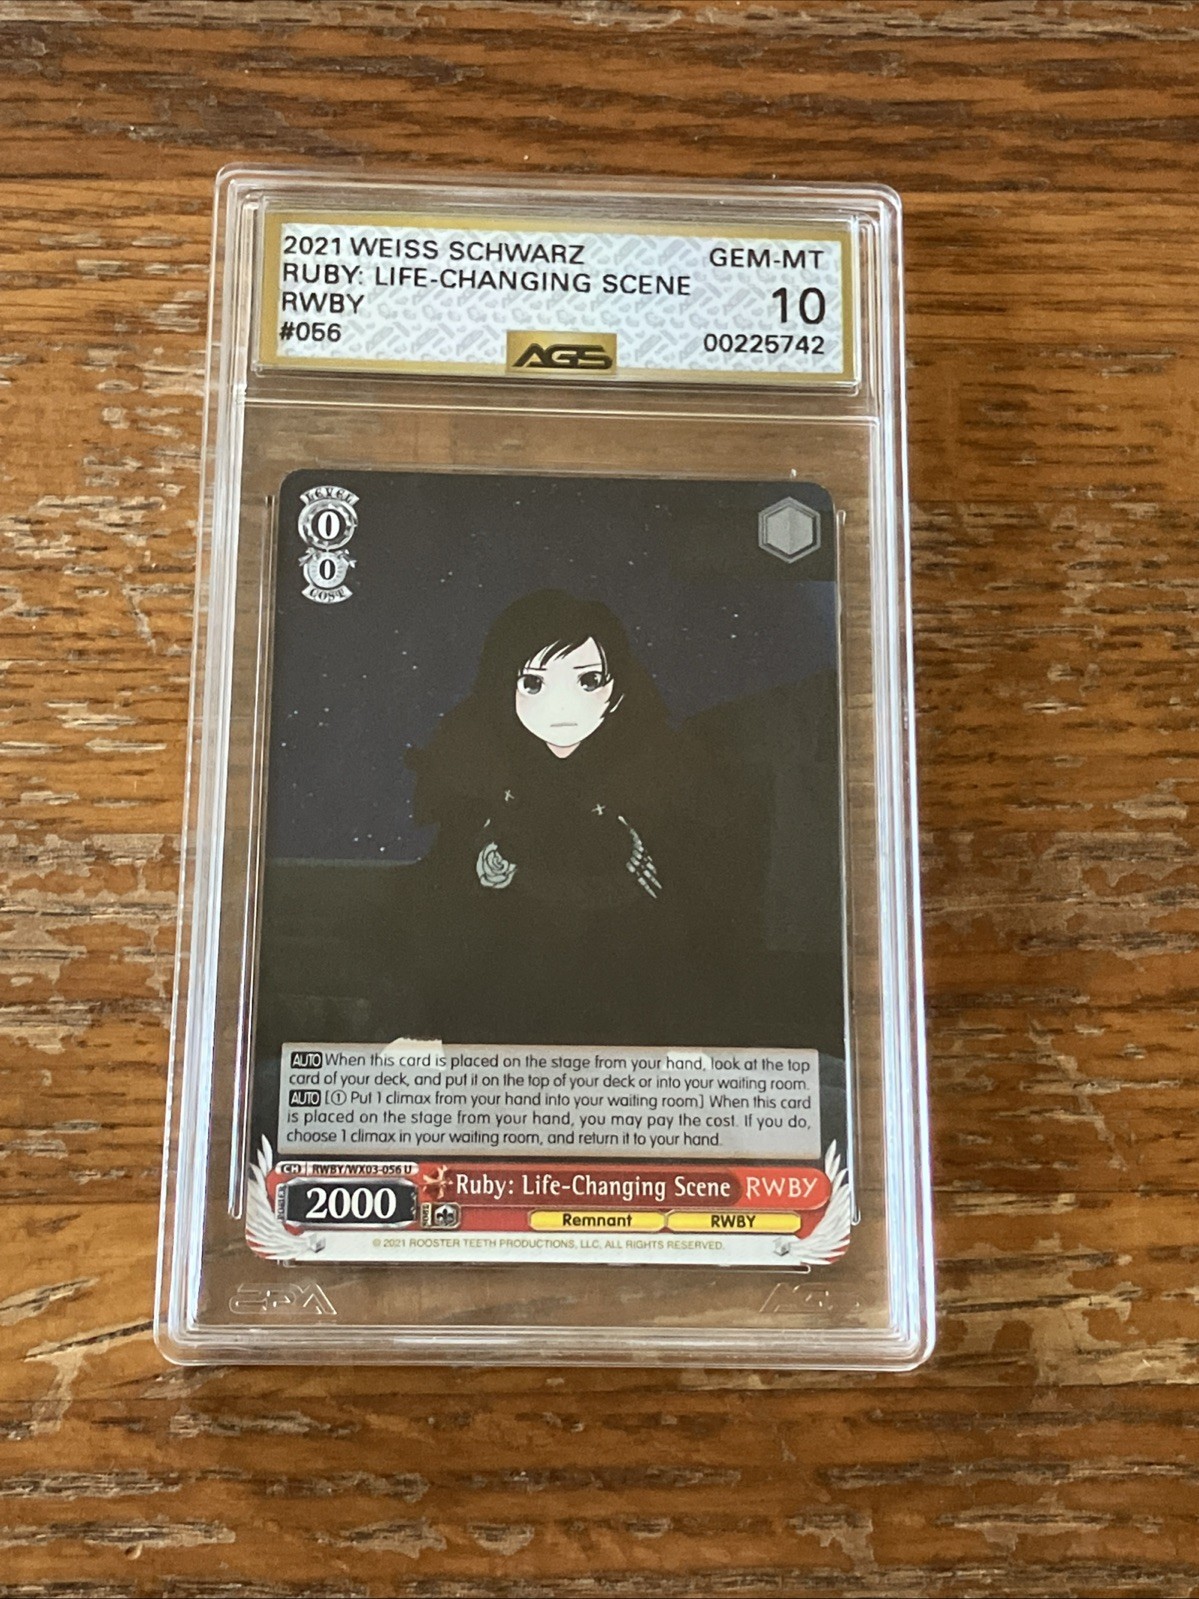 2021 WEISS SCHWARZ
RUBY: LIFE-CHANGING SCENE
RWBY
#056
GEM-MT
10
00225742
AGS
LEVEL
0
0
COST
AUTO When this card is placed on the stage from your hand, look at the top
card of your deck, and put it on the top of your deck or into your waiting room.
AUTO [① Put 1 climax from your hand into your waiting room] When this card
is placed on the stage from your hand, you may pay the cost. If you do,
choose 1 climax in your waiting room, and return it to your hand.
CH RWBY/WX03-056 U
Ruby: Life-Changing Scene RWBY
POWER 2000
SOUL
Remnant RWBY
© 2021 ROOSTER TEETH PRODUCTIONS, LLC, ALL RIGHTS RESERVED.
AGS